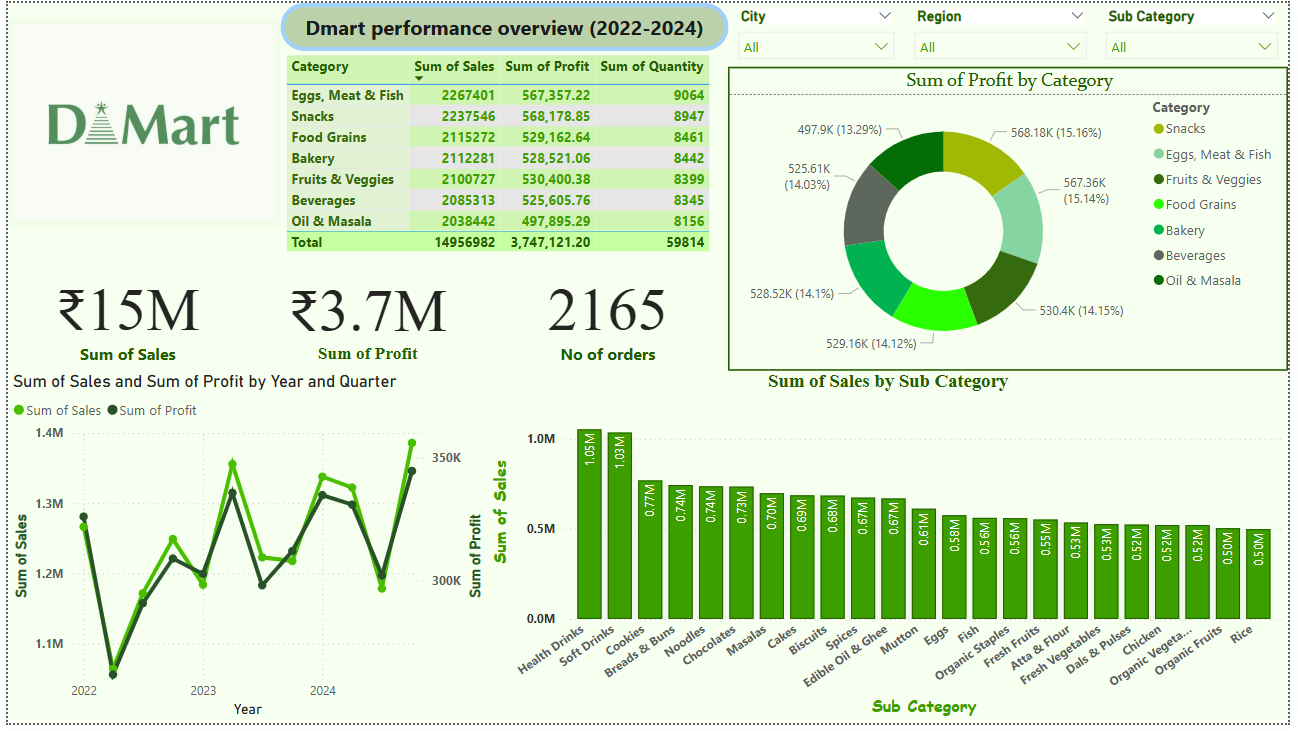 Dmart performance overview (2022-2024)
City
Region
Sub Category
All
All
All
D Mart
Category Sum of Sales Sum of Profit Sum of Quantity
Eggs, Meat & Fish 2267401 567,357.22 9064
Snacks 2237546 568,178.85 8947
Food Grains 2115272 529,162.64 8461
Bakery 2112281 528,521.06 8442
Fruits & Veggies 2100727 530,400.38 8399
Beverages 2085313 525,605.76 8345
Oil & Masala 2038442 497,895.29 8156
Total 14956982 3,747,121.20 59814
Sum of Profit by Category
497.9K (13.29%)
568.18K (15.16%)
525.61K
(14.03%)
567.36K
(15.14%)
528.52K (14.1%)
530.4K (14.15%)
529.16K (14.12%)
Category
Snacks
Eggs, Meat & Fish
Fruits & Veggies
Food Grains
Bakery
Beverages
Oil & Masala
₹15M
Sum of Sales
₹3.7M
Sum of Profit
2165
No of orders
Sum of Sales and Sum of Profit by Year and Quarter
Sum of Sales Sum of Profit
1.4M
1.3M
1.2M
1.1M
Sum of Sales
350K
300K
Sum of Profit
2022 2023 2024
Year
Sum of Sales by Sub Category
Sum of Sales
1.0M
0.5M
0.0M
1.05M
1.03M
0.77M
0.74M
0.74M
0.73M
0.70M
0.69M
0.68M
0.67M
0.67M
0.61M
0.58M
0.56M
0.56M
0.55M
0.53M
0.53M
0.52M
0.52M
0.52M
0.50M
0.50M
Health Drinks
Soft Drinks
Cookies
Breads & Buns
Noodles
Chocolates
Masalas
Cakes
Biscuits
Spices
Edible Oil & Ghee
Mutton
Eggs
Fish
Organic Staples
Fresh Fruits
Atta & Flour
Fresh Vegetables
Dals & Pulses
Chicken
Organic Vegeta...
Organic Fruits
Rice
Sub Category